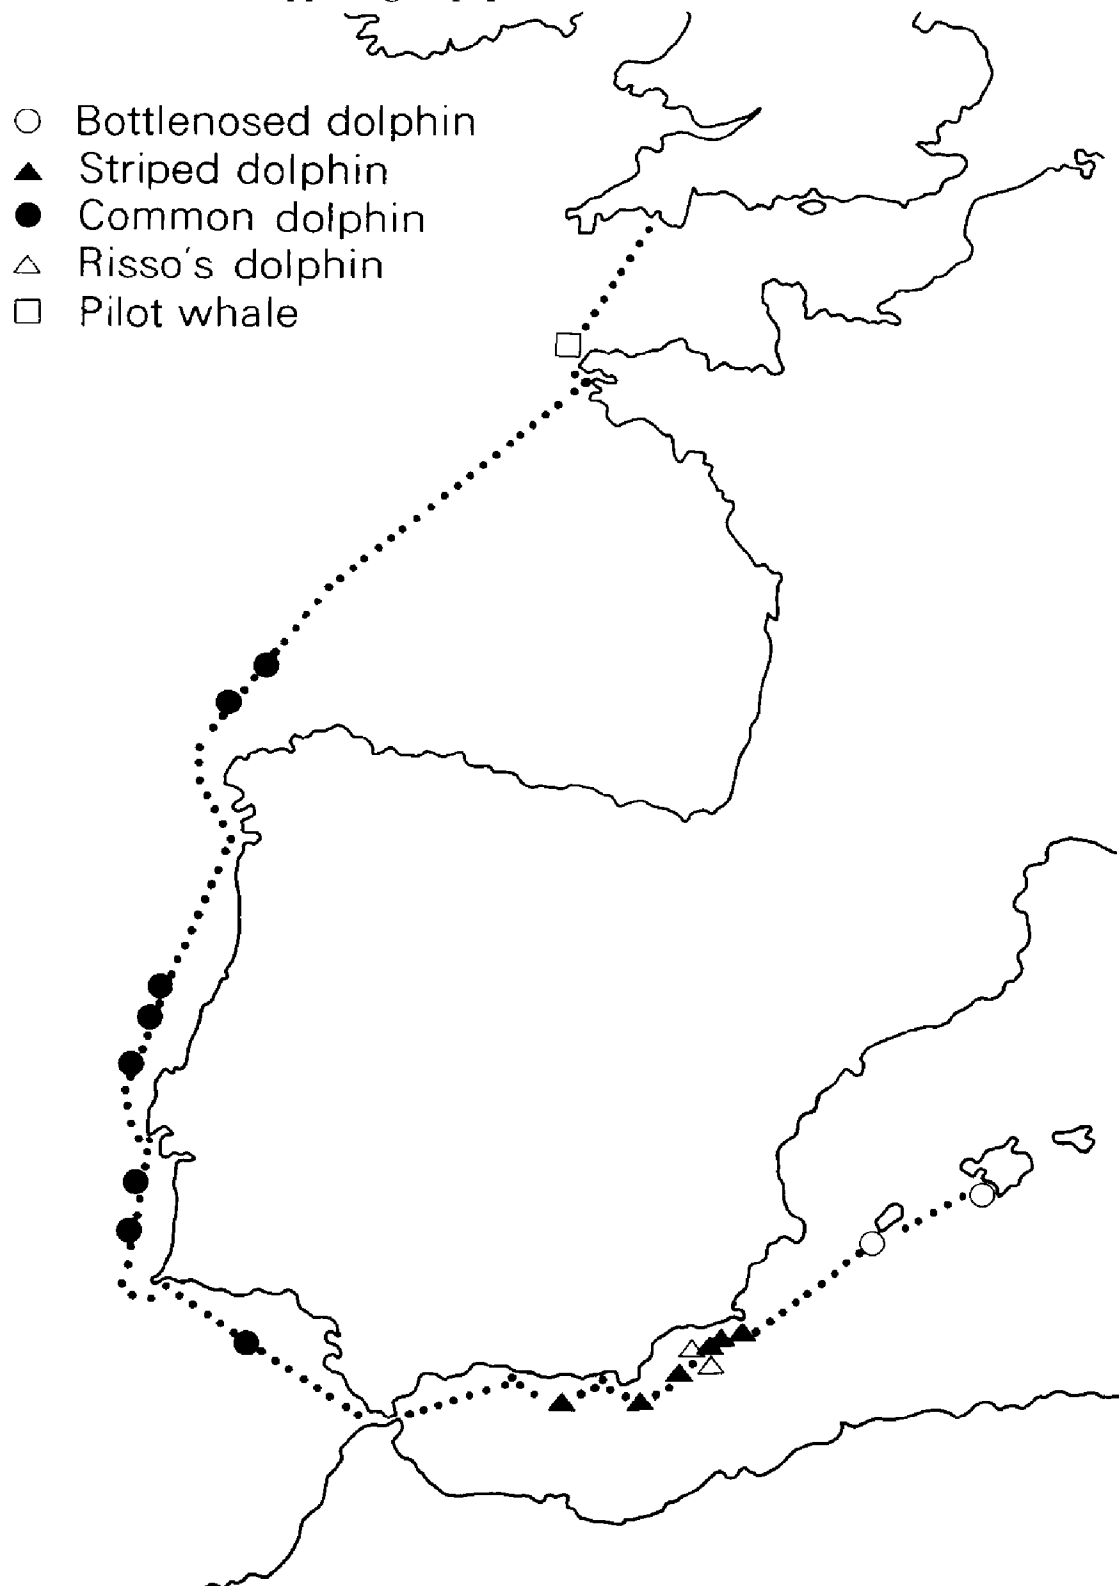 Bottlenosed dolphin
Striped dolphin
Common dolphin
Risso's dolphin
Pilot whale